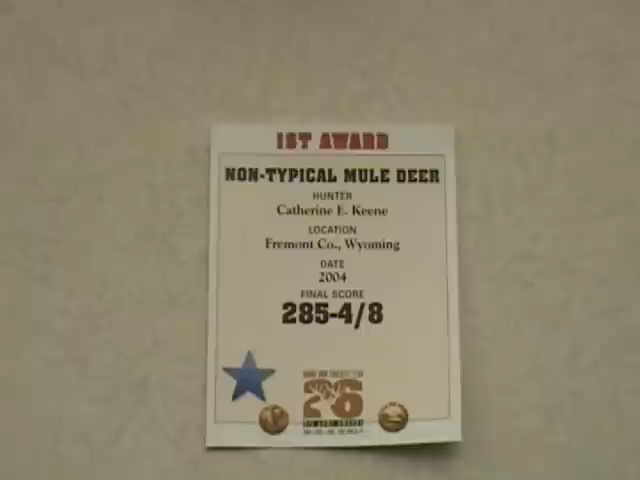 1ST AWARD
NON-TYPICAL MULE DEER
HUNTER
Catherine E. Keene
LOCATION
Fremont Co., Wyoming
DATE
2004
FINAL SCORE
285-4/8
26